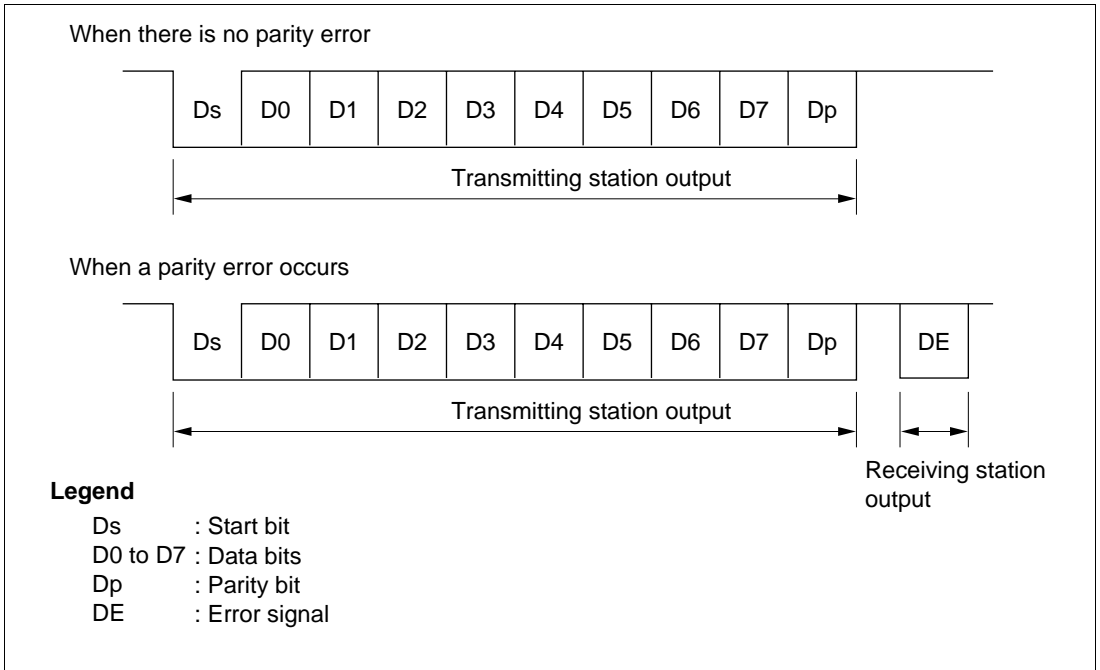 When there is no parity error
Ds D0 D1 D2 D3 D4 D5 D6 D7 Dp
Transmitting station output
When a parity error occurs
Ds D0 D1 D2 D3 D4 D5 D6 D7 Dp DE
Transmitting station output
Receiving station
output
Legend
Ds : Start bit
D0 to D7 : Data bits
Dp : Parity bit
DE : Error signal